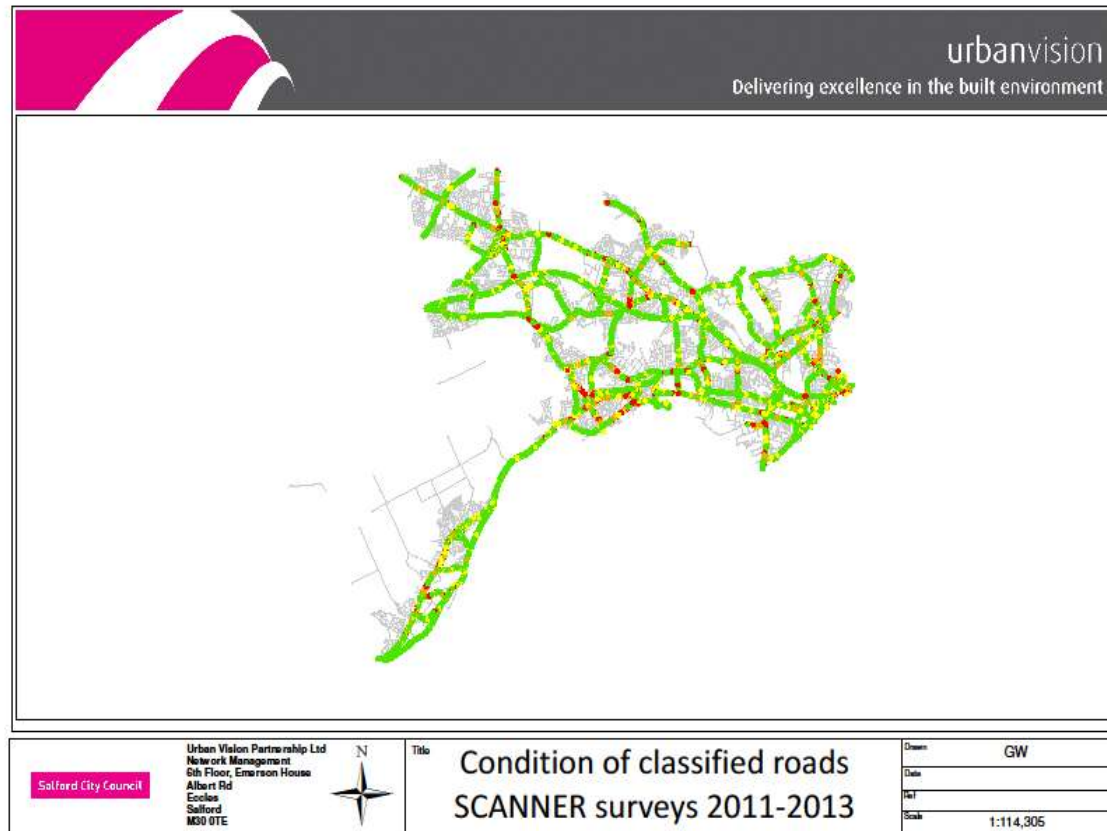 urbanvision
Delivering excellence in the built environment
Salford City Council
Urban Vision Partnership Ltd
Network Management
6th Floor, Emerson House
Albert Rd
Eccles
Salford
M30 0TE
N
Title
Condition of classified roads
SCANNER surveys 2011-2013
Drawn
GW
Date
Ref
Scale
1:114,305